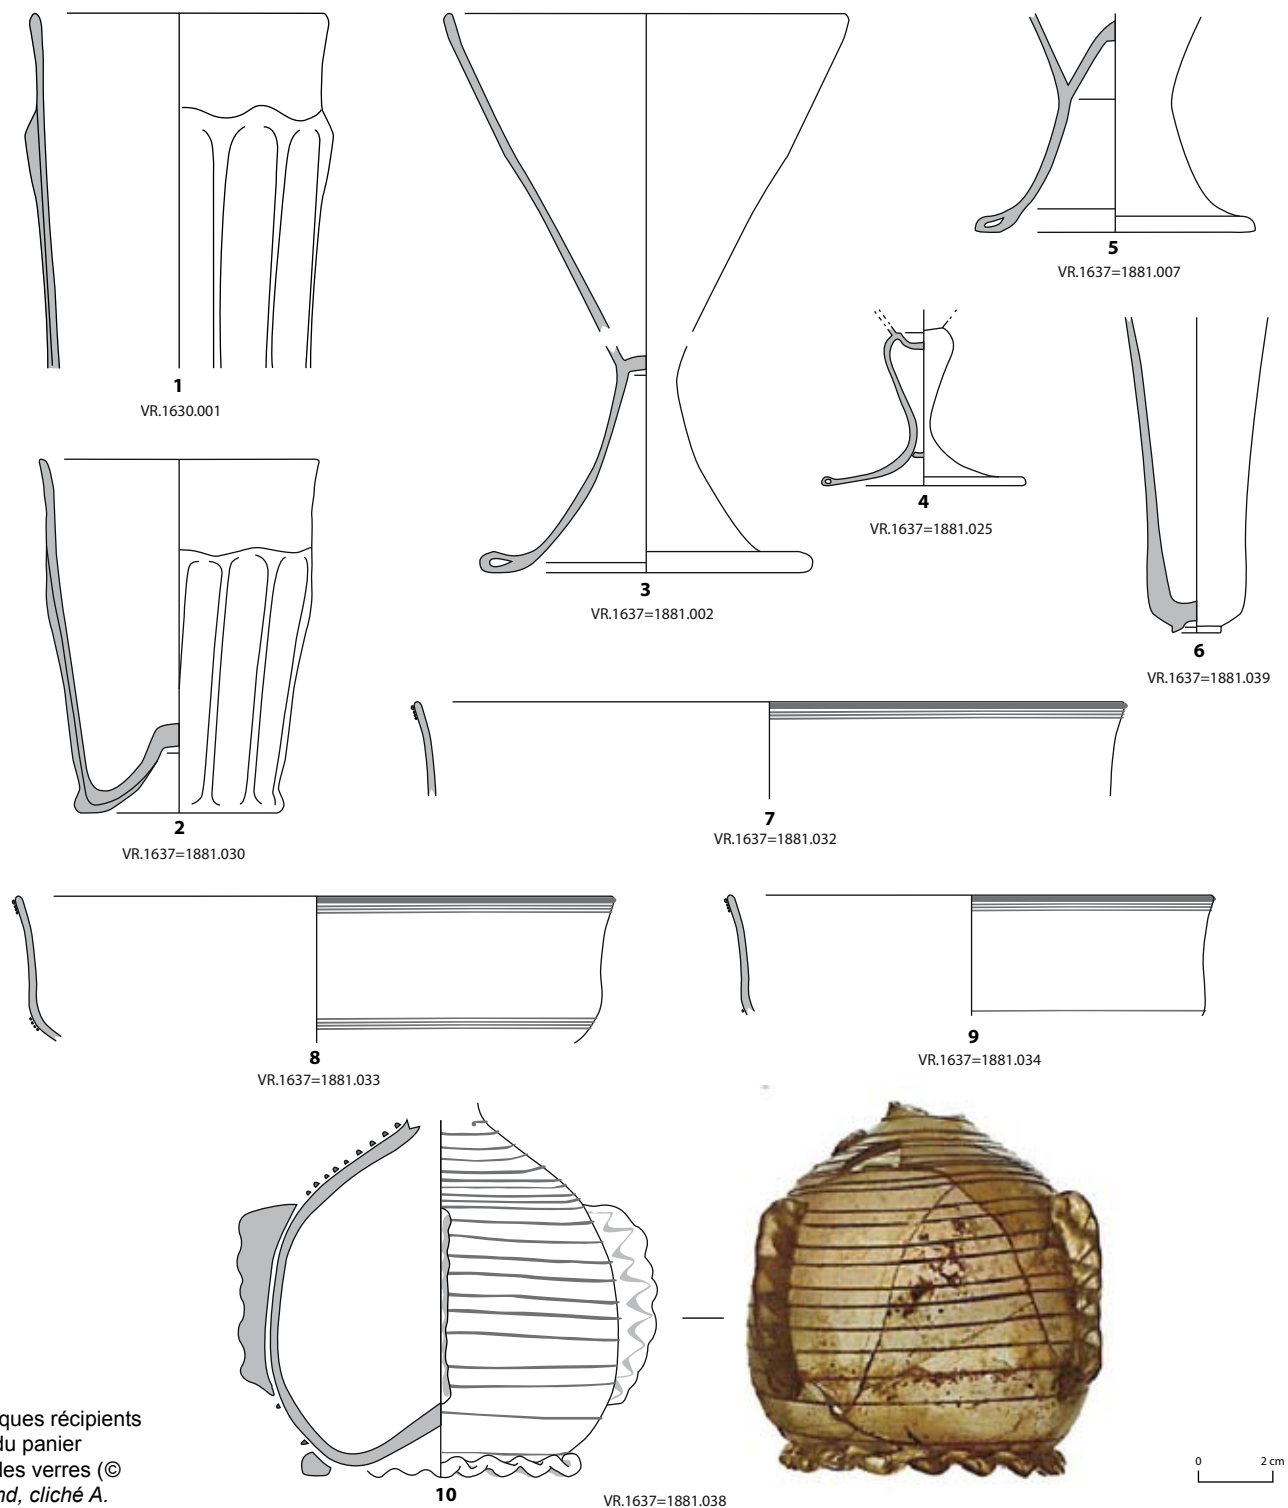 1
VR.1630.001
2
VR.1637=1881.030
3
VR.1637=1881.002
4
VR.1637=1881.025
5
VR.1637=1881.007
6
VR.1637=1881.039
7
VR.1637=1881.032
8
VR.1637=1881.033
9
VR.1637=1881.034
10
VR.1637=1881.038
0 2 cm
récipients
du panier
des verres (©
cliché A.